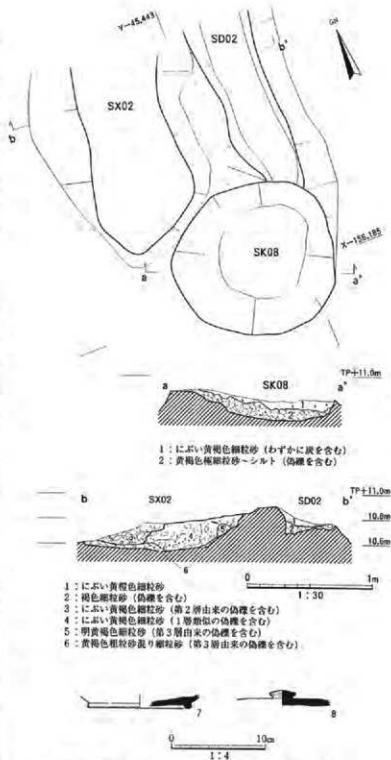 Y-45,443
SD02
b'
GN
SX02
b
X-156,185
SK08
a
a'
TP+11.0m
a
SK08
a'
1
2
1:にぶい黄褐色細粒砂(わずかに炭を含む)
2:黄褐色極細粒砂~シルト(偽礫を含む)
TP+11.0m
b
SX02
SD02
b'
10.8m
10.6m
6
0
1m
1:30
1:にぶい黄橙色細粒砂
2:褐色細粒砂(偽礫を含む)
3:にぶい黄褐色細粒砂(第2層由来の偽礫を含む)
4:にぶい黄褐色細粒砂(1層類似の偽礫を含む)
5:明黄褐色細粒砂(第3層由来の偽礫を含む)
6:黄褐色粗粒砂混り細粒砂(第3層由来の偽礫を含む)
7
8
0
10cm
1:4